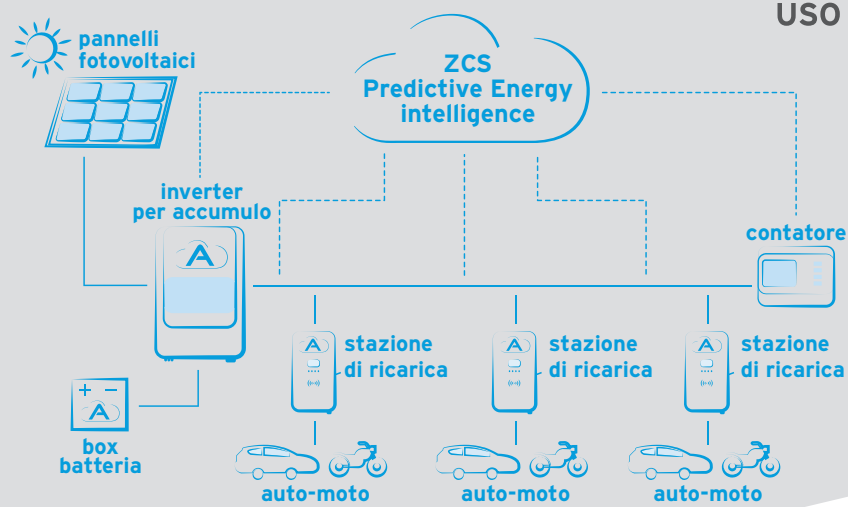 USO
pannelli
fotovoltaici
ZCS
Predictive Energy
intelligence
inverter
per accumulo
A
contatore
A
stazione
di ricarica
A
stazione
di ricarica
A
stazione
di ricarica
+ −
A
box
batteria
auto-moto
auto-moto
auto-moto